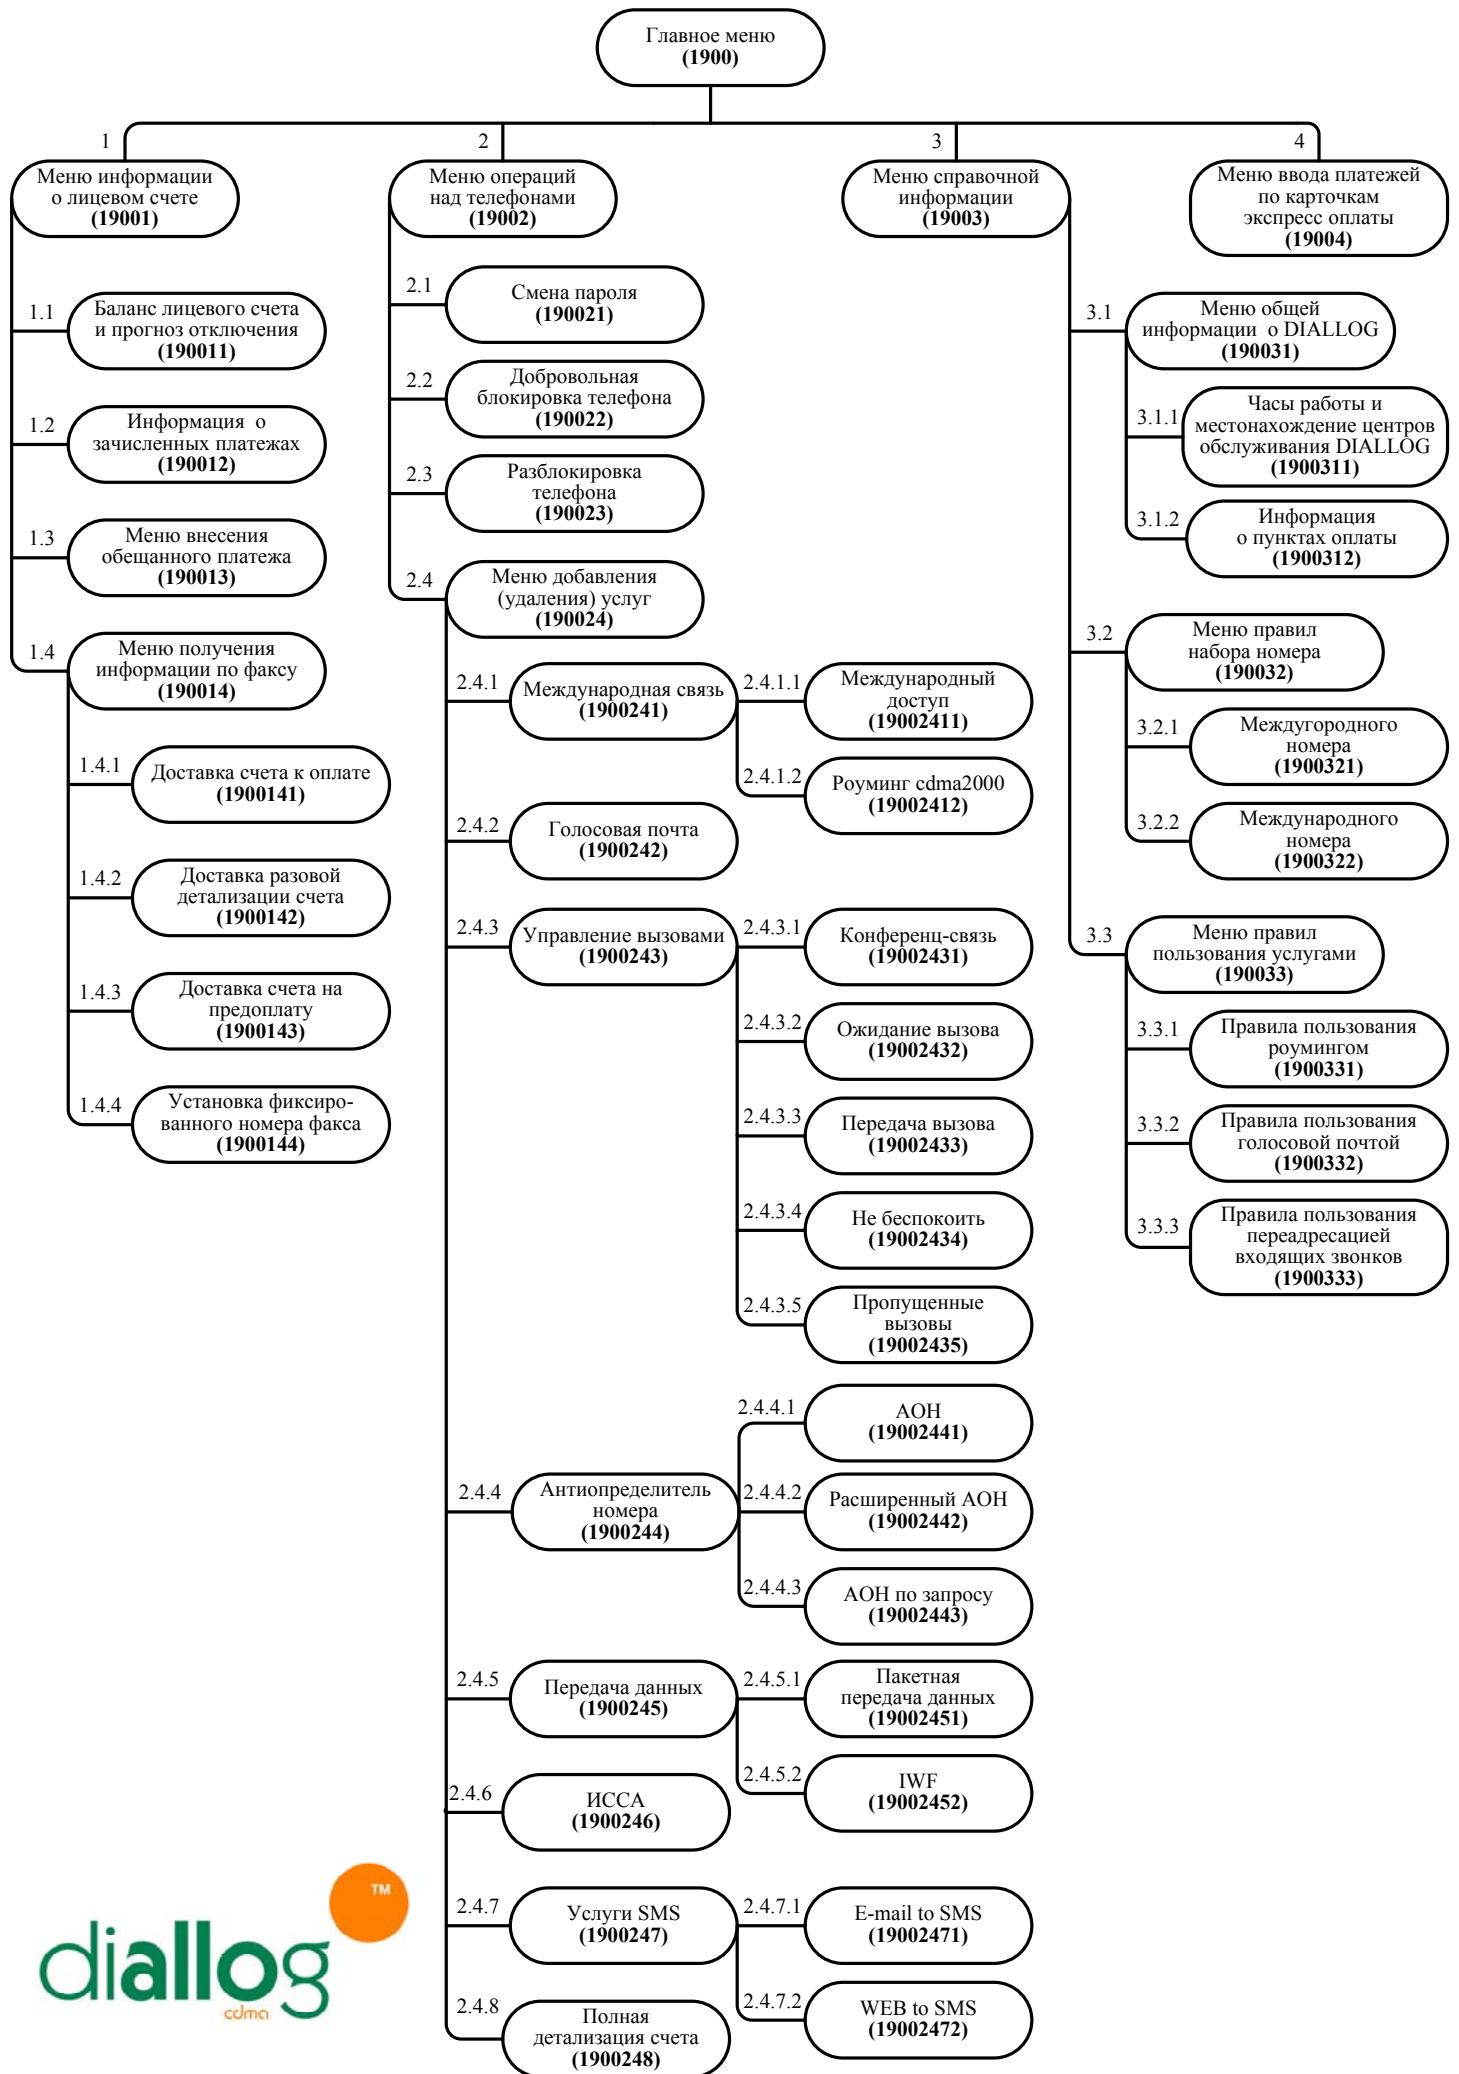 Главное меню
(1900)
1
Меню информации
о лицевом счете
(19001)
1.1
Баланс лицевого счета
и прогноз отключения
(190011)
1.2
Информация о
зачисленных платежах
(190012)
1.3
Меню внесения
обещанного платежа
(190013)
1.4
Меню получения
информации по факсу
(190014)
1.4.1
Доставка счета к оплате
(1900141)
1.4.2
Доставка разовой
детализации счета
(1900142)
1.4.3
Доставка счета на
предоплату
(1900143)
1.4.4
Установка фиксиро-
ванного номера факса
(1900144)
2
Меню операций
над телефонами
(19002)
2.1
Смена пароля
(190021)
2.2
Добровольная
блокировка телефона
(190022)
2.3
Разблокировка
телефона
(190023)
2.4
Меню добавления
(удаления) услуг
(190024)
2.4.1
Международная связь
(1900241)
2.4.1.1
Международный
доступ
(19002411)
2.4.1.2
Роуминг cdma2000
(19002412)
2.4.2
Голосовая почта
(1900242)
2.4.3
Управление вызовами
(1900243)
2.4.3.1
Конференц-связь
(19002431)
2.4.3.2
Ожидание вызова
(19002432)
2.4.3.3
Передача вызова
(19002433)
2.4.3.4
Не беспокоить
(19002434)
2.4.3.5
Пропущенные
вызовы
(19002435)
2.4.4
Антиопределитель
номера
(1900244)
2.4.4.1
АОН
(19002441)
2.4.4.2
Расширенный АОН
(19002442)
2.4.4.3
АОН по запросу
(19002443)
2.4.5
Передача данных
(1900245)
2.4.5.1
Пакетная
передача данных
(19002451)
2.4.5.2
IWF
(19002452)
2.4.6
ИССА
(1900246)
2.4.7
Услуги SMS
(1900247)
2.4.7.1
E-mail to SMS
(19002471)
2.4.7.2
WEB to SMS
(19002472)
2.4.8
Полная
детализация счета
(1900248)
3
Меню справочной
информации
(19003)
3.1
Меню общей
информации о DIALLOG
(190031)
3.1.1
Часы работы и
местонахождение центров
обслуживания DIALLOG
(1900311)
3.1.2
Информация
о пунктах оплаты
(1900312)
3.2
Меню правил
набора номера
(190032)
3.2.1
Междугородного
номера
(1900321)
3.2.2
Международного
номера
(1900322)
3.3
Меню правил
пользования услугами
(190033)
3.3.1
Правила пользования
роумингом
(1900331)
3.3.2
Правила пользования
голосовой почтой
(1900332)
3.3.3
Правила пользования
переадресацией
входящих звонков
(1900333)
4
Меню ввода платежей
по карточкам
экспресс оплаты
(19004)
TM
diallog
cdma